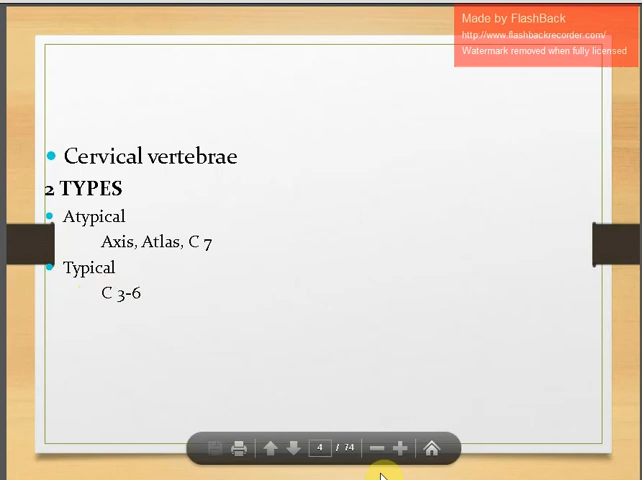 Made by FlashBack
http://www.flashbackrecorder.com/
Watermark removed when fully licensed
Cervical vertebrae
2 TYPES
Atypical
Axis, Atlas, C 7
Typical
C 3-6
4 / 74